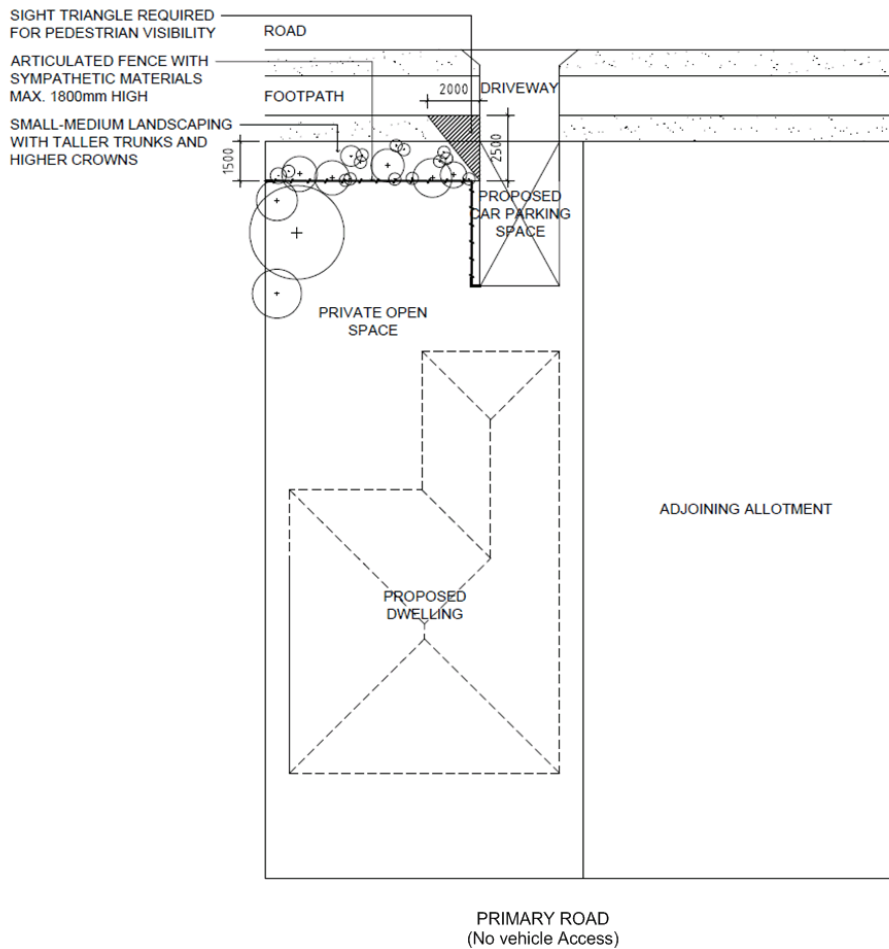 SIGHT TRIANGLE REQUIRED
FOR PEDESTRIAN VISIBILITY
ROAD
ARTICULATED FENCE WITH
SYMPATHETIC MATERIALS
MAX. 1800mm HIGH
2000
DRIVEWAY
FOOTPATH
SMALL-MEDIUM LANDSCAPING
WITH TALLER TRUNKS AND
HIGHER CROWNS
1500
2500
PROPOSED
CAR PARKING
SPACE
PRIVATE OPEN
SPACE
ADJOINING ALLOTMENT
PROPOSED
DWELLING
PRIMARY ROAD
(No vehicle Access)